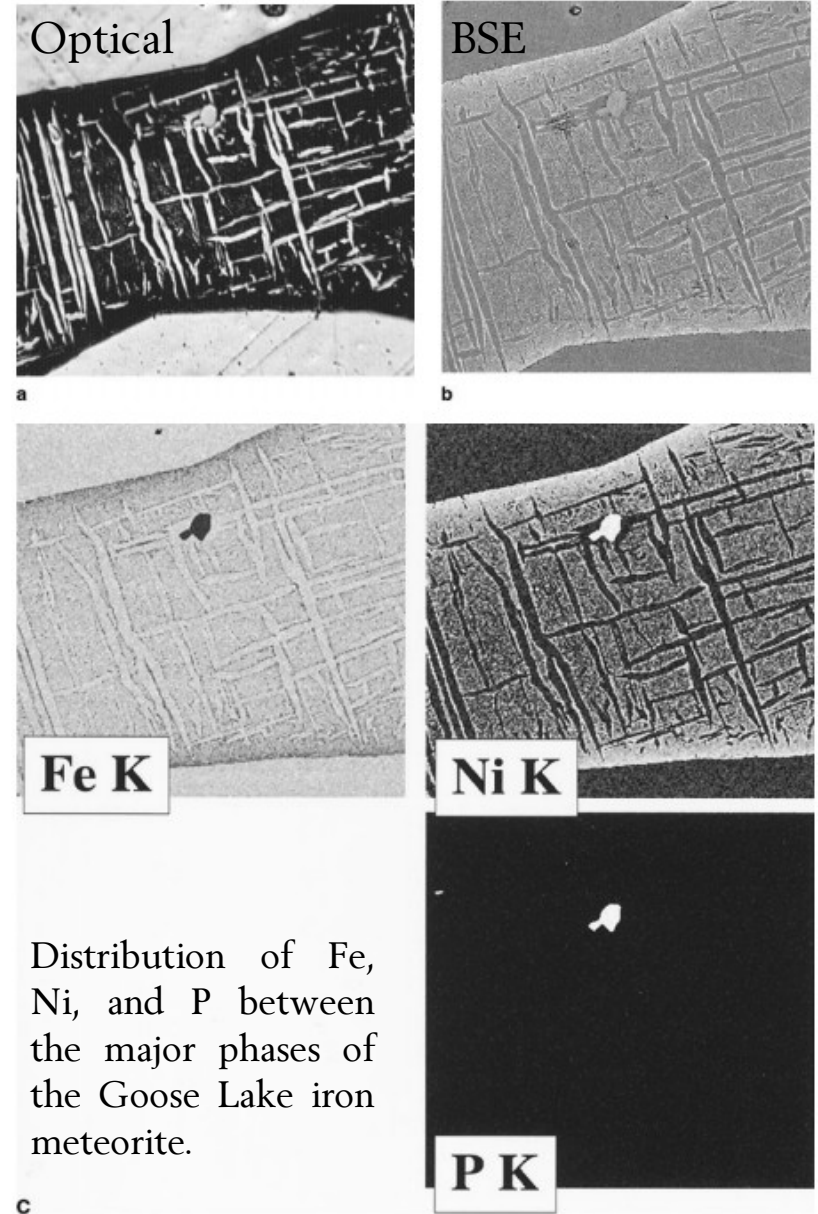 Optical
BSE
a
b
Fe K
Ni K
Distribution of Fe,
Ni, and P between
the major phases of
the Goose Lake iron
meteorite.
P K
C